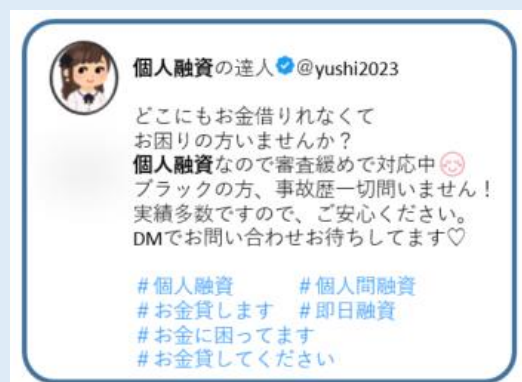 個人融資の達人@yushi2023
どこにもお金借りれなくて
お困りの方いませんか？
個人融資なので審査緩めで対応中
ブラックの方、事故歴一切問いません！
実績多数ですので、ご安心ください。
DMでお問い合わせお待ちしてます♡
#個人融資 #個人間融資
#お金貸します #即日融資
#お金に困ってます
#お金貸してください